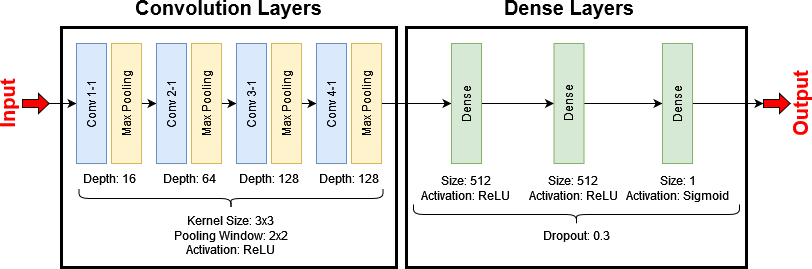 Convolution Layers
Dense Layers
Input
Conv 1-1
Max Pooling
Conv 2-1
Max Pooling
Conv 3-1
Max Pooling
Conv 4-1
Max Pooling
Dense
Dense
Dense
Output
Depth: 16
Depth: 64
Depth: 128
Depth: 128
Size: 512
Activation: ReLU
Size: 512
Activation: ReLU
Size: 1
Activation: Sigmoid
Kernel Size: 3x3
Pooling Window: 2x2
Activation: ReLU
Dropout: 0.3